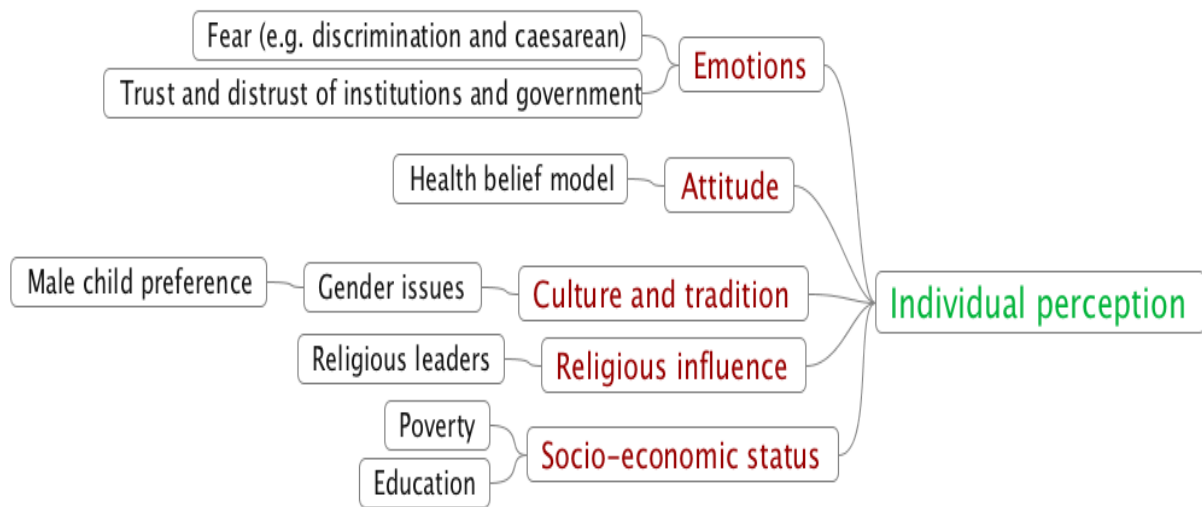 Fear (e.g. discrimination and caesarean)
Emotions
Trust and distrust of institutions and government
Health belief model
Attitude
Male child preference
Gender issues
Culture and tradition
Individual perception
Religious leaders
Religious influence
Poverty
Socio-economic status
Education